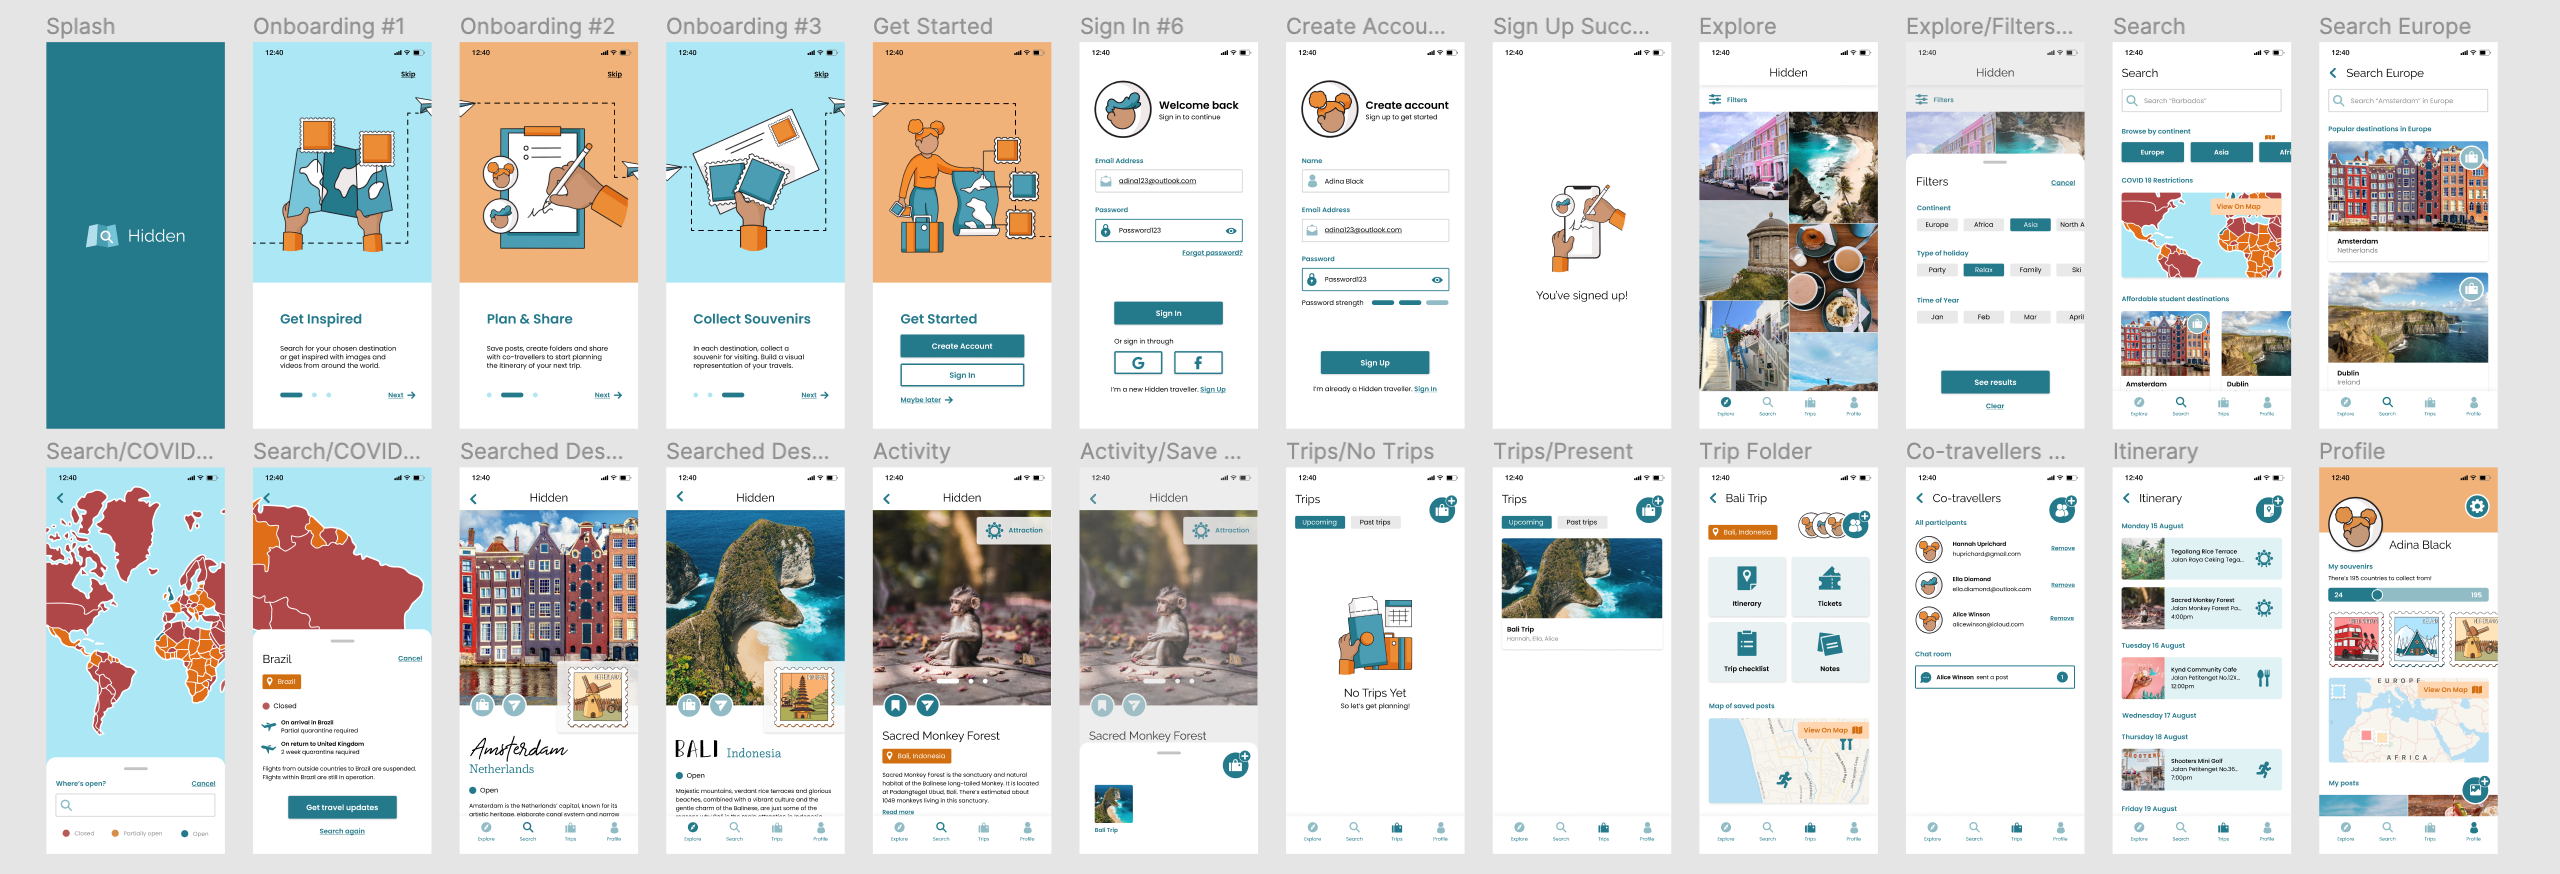 Splash
Hidden
Onboarding #1
12:40
Skip
Get Inspired
Search for your chosen destination
or get inspired with images and
videos from around the world.
Next
Onboarding #2
12:40
Skip
Plan & Share
Save posts, create folders and share
with co-travellers to start planning
the itinerary of your next trip.
Next
Onboarding #3
12:40
Skip
Collect Souvenirs
In each destination, collect a
souvenir for visiting. Build a visual
representation of your travels.
Next
Get Started
12:40
Get Started
Create Account
Sign In
Maybe later
Sign In #6
12:40
Welcome back
Sign in to continue
Email Address
adina123@outlook.com
Password
Password123
Forgot password?
Sign In
Or sign in through
G
f
I'm a new Hidden traveller. Sign Up
Create Accou...
12:40
Create account
Sign up to get started
Name
Adina Black
Email Address
adina123@outlook.com
Password
Password123
Password strength
Sign Up
I'm already a Hidden traveller. Sign In
Sign Up Succ...
12:40
You've signed up!
Explore
12:40
Hidden
Filters
Explore Search Trips Profile
Explore/Filters...
12:40
Hidden
Filters
Filters
Cancel
Continent
Europe Africa Asia North A
Type of holiday
Party Relax Family Ski
Time of Year
Jan Feb Mar April
See results
Clear
Search
12:40
Search
Search "Barbados"
Browse by continent
Europe Asia Afri
COVID 19 Restrictions
View On Map
Affordable student destinations
Amsterdam Dublin
Explore Search Trips Profile
Search Europe
12:40
Search Europe
Search "Amsterdam" in Europe
Popular destinations in Europe
Amsterdam
Netherlands
Dublin
Ireland
Explore Search Trips Profile
Search/COVID...
12:40
Where's open?
Cancel
Closed Partially open Open
Search/COVID...
12:40
Brazil
Cancel
Brazil
Closed
On arrival in Brazil
Partial quarantine required
On return to United Kingdom
2 week quarantine required
Flights from outside countries to Brazil are suspended.
Flights within Brazil are still in operation.
Get travel updates
Search again
Searched Des...
12:40
Hidden
NETHERLANDS
Amsterdam
Netherlands
Open
Amsterdam is the Netherlands' capital, known for its
artistic heritage, elaborate canal system and narrow
Explore Search Trips Profile
Searched Des...
12:40
Hidden
BALI Indonesia
Open
Majestic mountains, verdant rice terraces and glorious
beaches, combined with a vibrant culture and the
gentle charm of the Balinese, are just some of the
Explore Search Trips Profile
Activity
12:40
Hidden
Attraction
Sacred Monkey Forest
Bali, Indonesia
Sacred Monkey Forest is the sanctuary and natural
habitat of the Balinese long-tailed Monkey. It is located
at Padangtegal Ubud, Bali. There's estimated about
1049 monkeys living in this sanctuary.
Read more
Explore Search Trips Profile
Activity/Save ...
12:40
Hidden
Attraction
Sacred Monkey Forest
Bali Trip
Trips/No Trips
12:40
Trips
Upcoming Past trips
No Trips Yet
So let's get planning!
Explore Search Trips Profile
Trips/Present
12:40
Trips
Upcoming Past trips
Bali Trip
Hannah, Ella, Alice
Explore Search Trips Profile
Trip Folder
12:40
Bali Trip
Bali, Indonesia
Itinerary Tickets
Trip checklist Notes
Map of saved posts
View On Map
Explore Search Trips Profile
Co-travellers ...
12:40
Co-travellers
All participants
Hannah Uprichard
huprichard@gmail.com
Remove
Ella Diamond
ella.diamond@outlook.com
Remove
Alice Winson
alicewinson@icloud.com
Remove
Chat room
Alice Winson sent a post
1
Explore Search Trips Profile
Itinerary
12:40
Itinerary
Monday 15 August
Tegallang Rice Terrace
Jalan Raya Ceking Tega...
Sacred Monkey Forest
Jalan Monkey Forest Pa...
4:00pm
Tuesday 16 August
Kynd Community Cafe
Jalan Petitenget No.12X...
12:00pm
Wednesday 17 August
Thursday 18 August
Shooters Mini Golf
Jalan Petitenget No.36...
7:00pm
Friday 19 August
Explore Search Trips Profile
Profile
12:40
Adina Black
My souvenirs
There's 195 countries to collect from!
24 195
EUROPE
View On Map
AFRICA
My posts
Explore Search Trips Profile